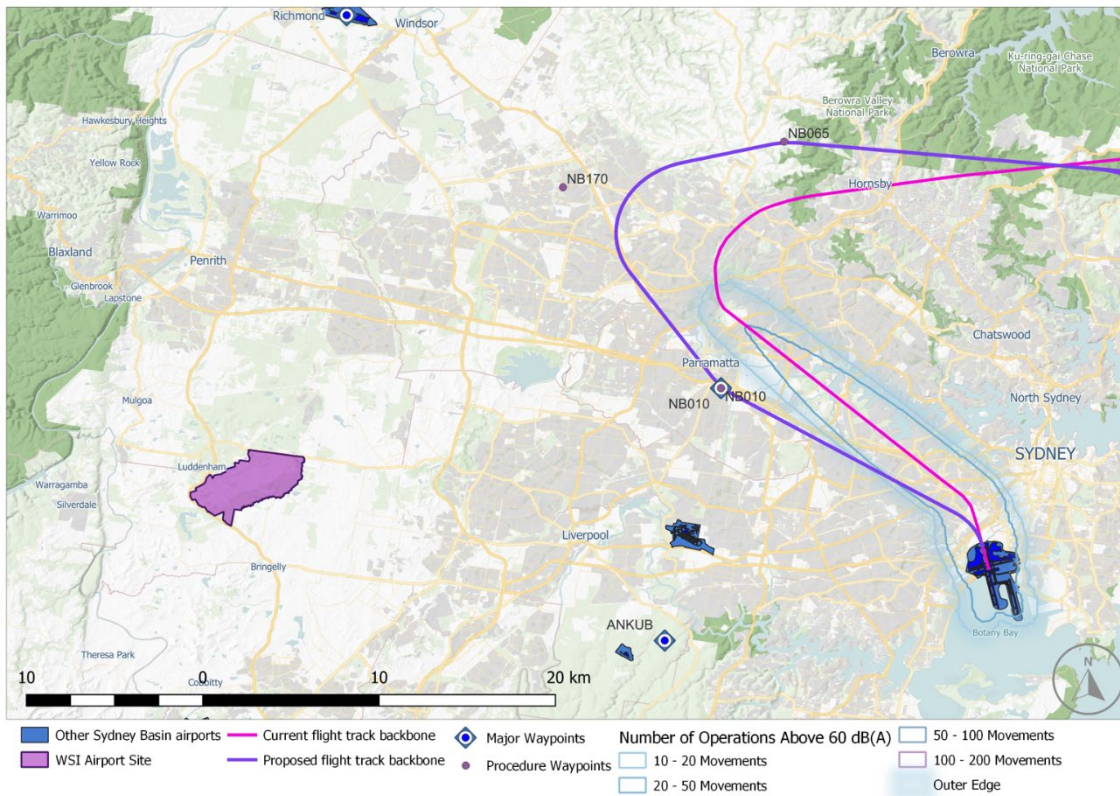 Richmond
Windsor
Berowra
Ku-ring-gai Chase
National Park
Berowra Valley
National Park
Hawkesbury Heights
NB065
Yellow Rock
NB170
Hornsby
Warrimoo
Blaxland
Penrith
Glenbrook
Lapstone
Chatswood
Parramatta
NB010
NB010
North Sydney
Mulgoa
SYDNEY
Luddenham
Warragamba
Silverdale
Liverpool
Bringelly
ANKUB
Botany Bay
Theresa Park
N
Cobbitty
10 0 10 20 km
Other Sydney Basin airports
WSI Airport Site
Current flight track backbone
Proposed flight track backbone
Major Waypoints
Procedure Waypoints
Number of Operations Above 60 dB(A)
10 - 20 Movements
20 - 50 Movements
50 - 100 Movements
100 - 200 Movements
Outer Edge